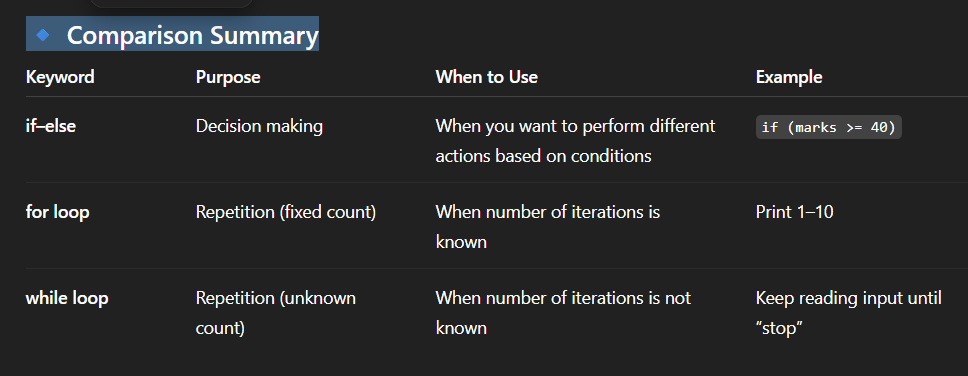 Comparison Summary
Keyword Purpose When to Use Example
if–else Decision making When you want to perform different actions based on conditions if (marks >= 40)
for loop Repetition (fixed count) When number of iterations is known Print 1–10
while loop Repetition (unknown count) When number of iterations is not known Keep reading input until “stop”